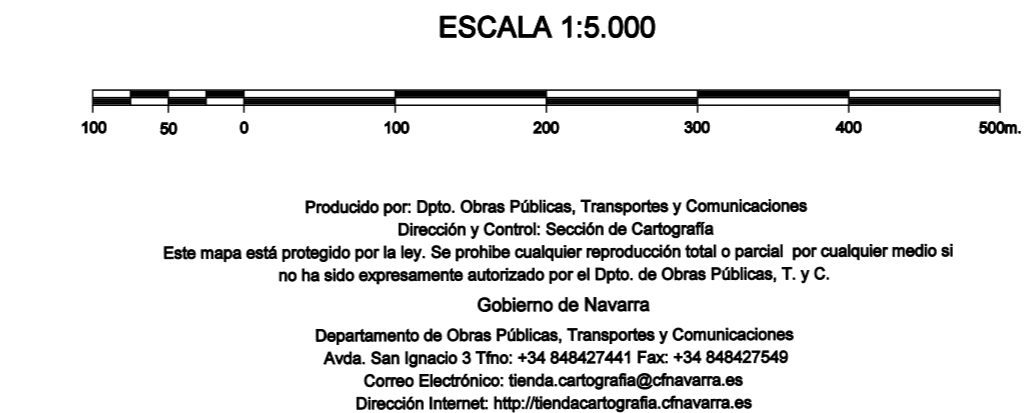 ESCALA 1:5.000
100 50 0 100 200 300 400 500m.
Producido por: Dpto. Obras Públicas, Transportes y Comunicaciones
Dirección y Control: Sección de Cartografía
Este mapa está protegido por la ley. Se prohibe cualquier reproducción total o parcial por cualquier medio si
no ha sido expresamente autorizado por el Dpto. de Obras Públicas, T. y C.
Gobierno de Navarra
Departamento de Obras Públicas, Transportes y Comunicaciones
Avda. San Ignacio 3 Tfno: +34 848427441 Fax: +34 848427549
Correo Electrónico: tienda.cartografia@cfnavarra.es
Dirección Internet: http://tiendacartografia.cfnavarra.es